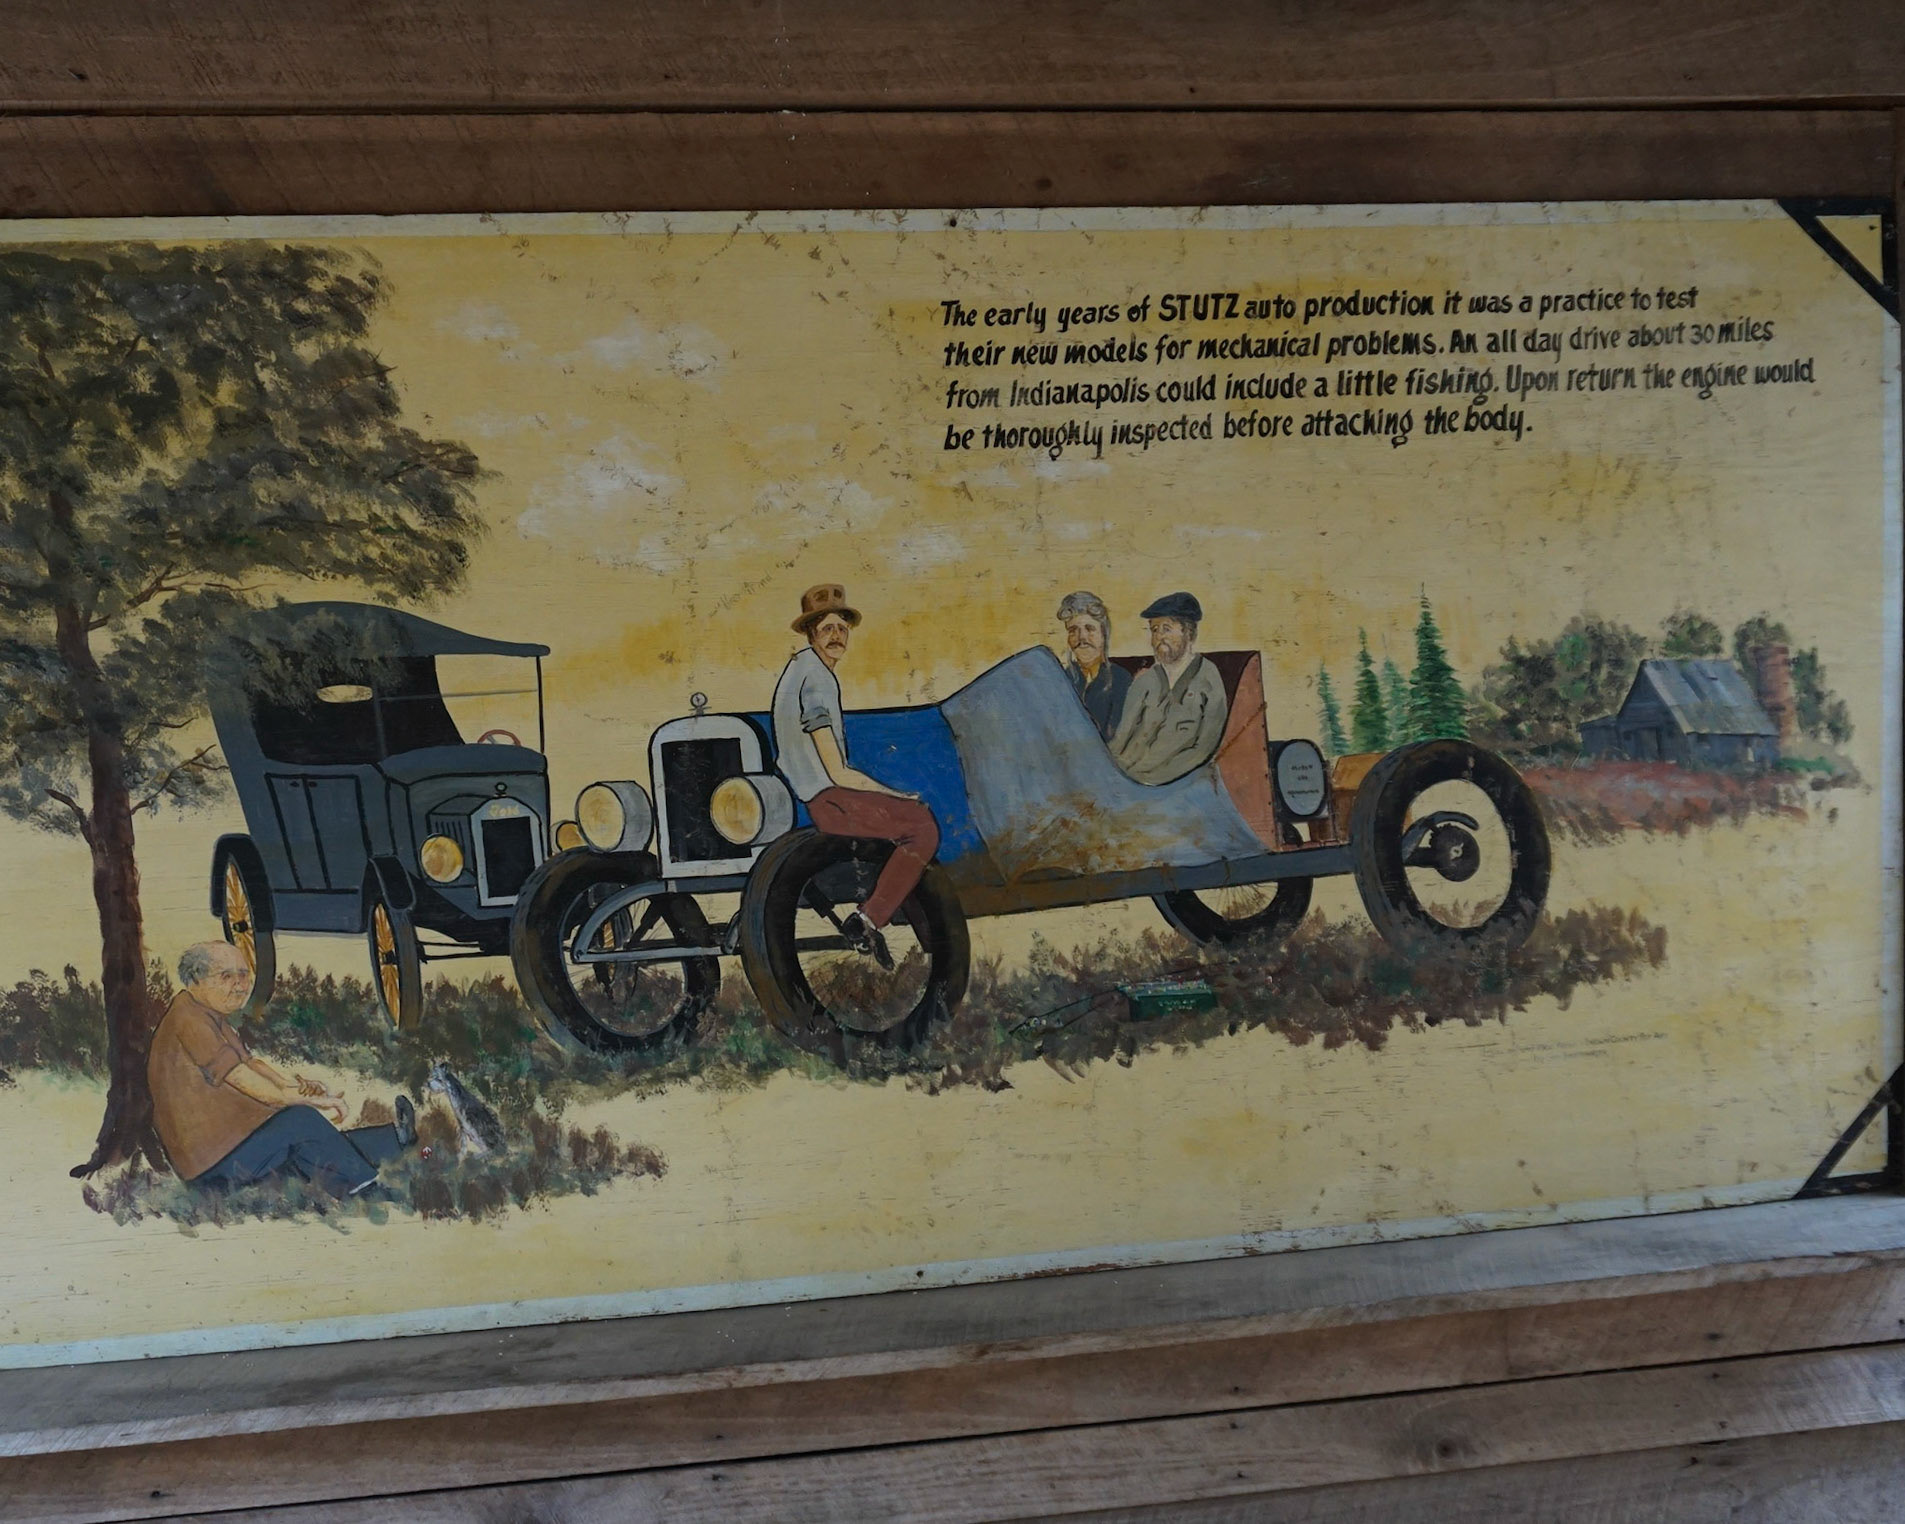 The early years of STUTZ auto production it was a practice to test
their new models for mechanical problems. An all day drive about 30 miles
from Indianapolis could include a little fishing. Upon return the engine would
be thoroughly inspected before attaching the body.
Ford